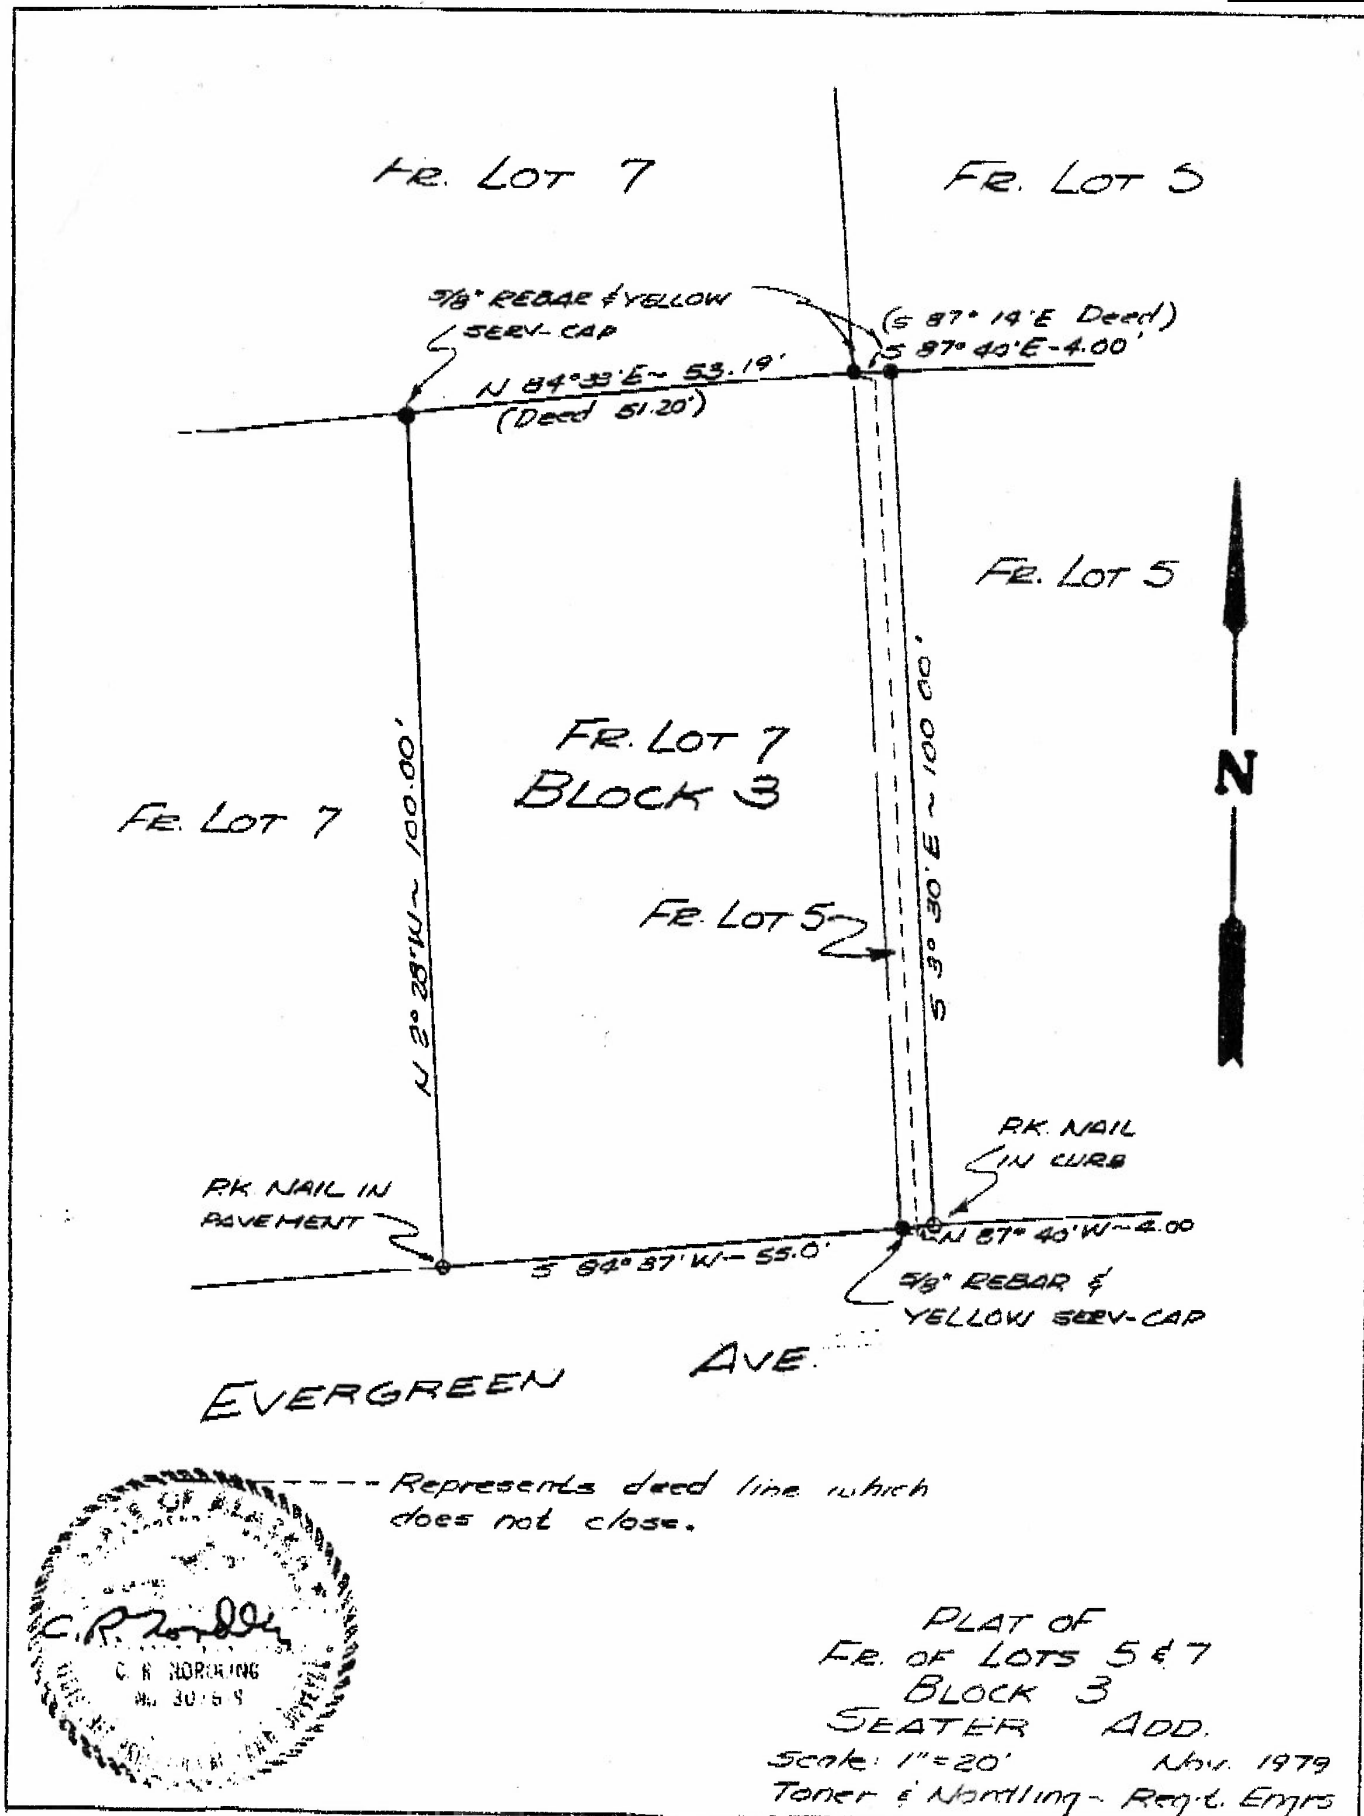 FR. LOT 7
FR. LOT 5
5/8" REBAR & YELLOW
SERV-CAP
(S 87° 14' E Deed)
S 87° 40' E - 4.00'
N 84° 33' E ~ 53.19'
(Deed 51.20')
FR. LOT 5
S 3° 30' E ~ 100.00'
N
FR. LOT 7
BLOCK 3
FR. LOT 7
N 2° 28' W ~ 100.00'
FR. LOT 5
P.K. NAIL
IN CURB
P.K. NAIL IN
PAVEMENT
N 87° 40' W ~ 4.00
S 84° 37' W ~ 55.0'
5/8" REBAR &
YELLOW SERV-CAP
EVERGREEN AVE.
Represents deed line which
does not close.
C. R. NORDLING
PLAT OF
FR. OF LOTS 5 & 7
BLOCK 3
SEATER ADD.
Scale: 1" = 20' Nov. 1979
Toner & Nordling - Reg't. Engrs